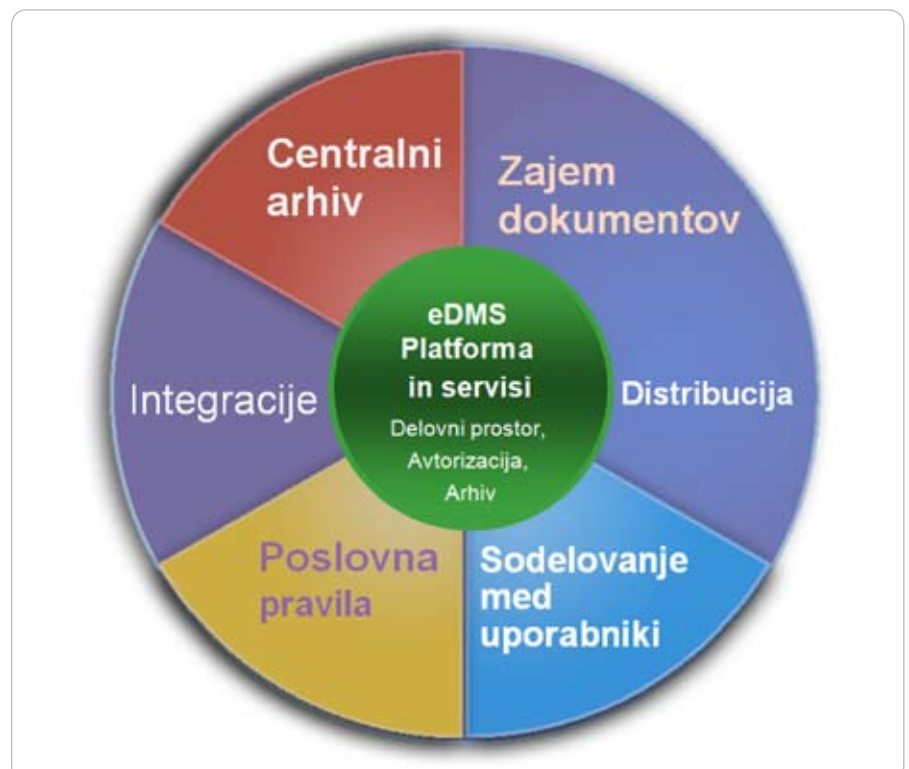 Centralni
arhiv
Zajem
dokumentov
eDMS
Platforma
in servisi
Delovni prostor,
Avtorizacija,
Arhiv
Integracije
Distribucija
Poslovna
pravila
Sodelovanje
med
uporabniki